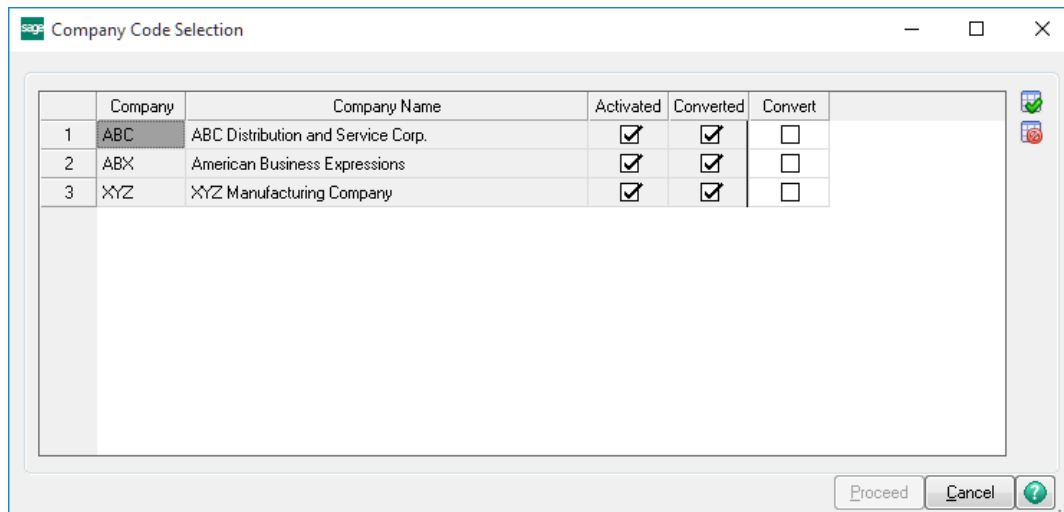 sage Company Code Selection
Company Company Name Activated Converted Convert
1 ABC ABC Distribution and Service Corp.
2 ABX American Business Expressions
3 XYZ XYZ Manufacturing Company
Proceed Cancel ?